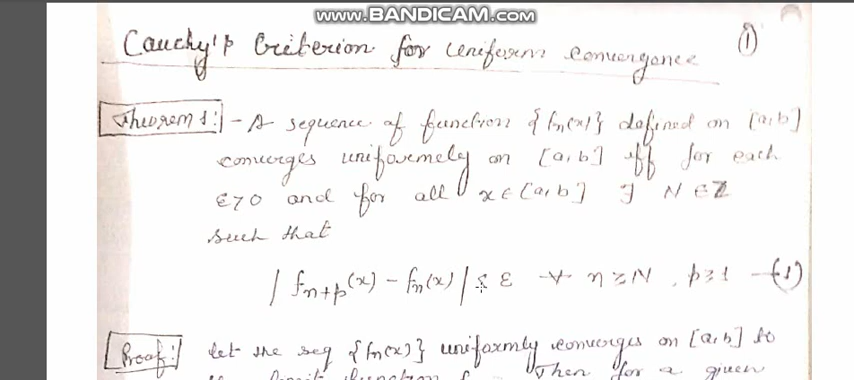 www.BANDICAM.com
Cauchy's Criterion for Uniform convergence ①
Theorem 1: - A sequence of function {fn(x)} defined on [a,b]
converges uniformely on [a,b] iff for each
ε>0 and for all x∈[a,b] ∃ N∈Z
such that
| fn+p(x) - fn(x) | ≤ ε ∀ n≥N, p≥1 —(1)
Proof: let the seq {fn(x)} uniformly converges on [a,b] to
limit function f. Then for a given